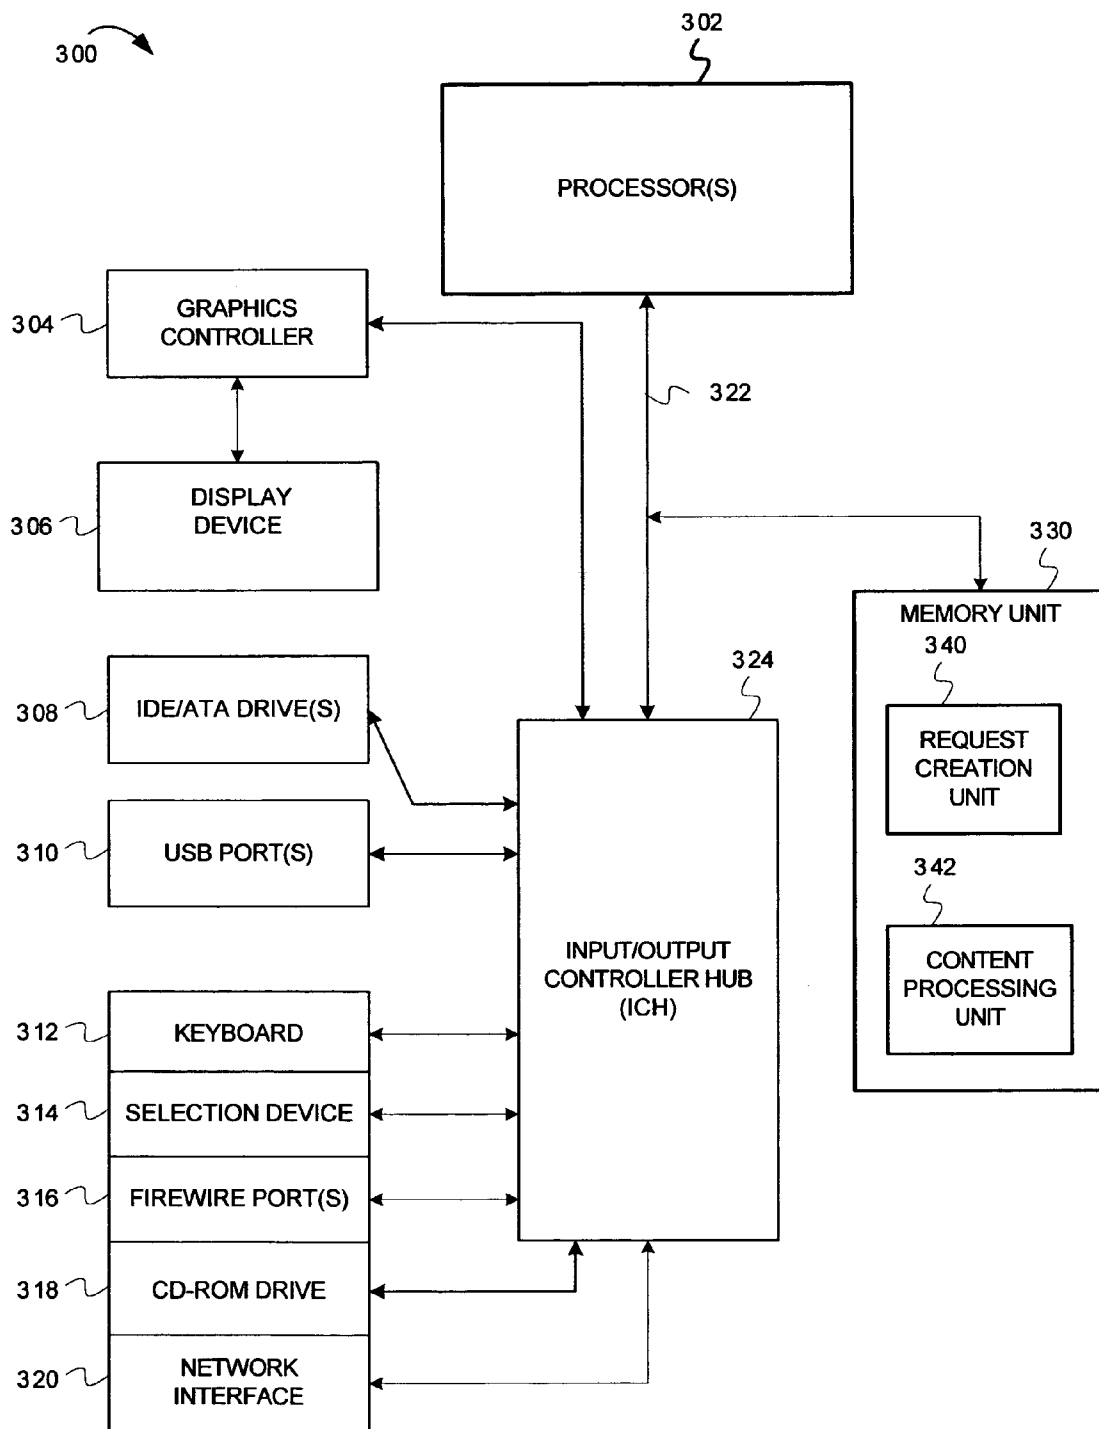 300
302
PROCESSOR(S)
304
GRAPHICS
CONTROLLER
322
306
DISPLAY
DEVICE
330
MEMORY UNIT
340
REQUEST
CREATION
UNIT
342
CONTENT
PROCESSING
UNIT
324
INPUT/OUTPUT
CONTROLLER HUB
(ICH)
308
IDE/ATA DRIVE(S)
310
USB PORT(S)
312
KEYBOARD
314
SELECTION DEVICE
316
FIREWIRE PORT(S)
318
CD-ROM DRIVE
320
NETWORK
INTERFACE